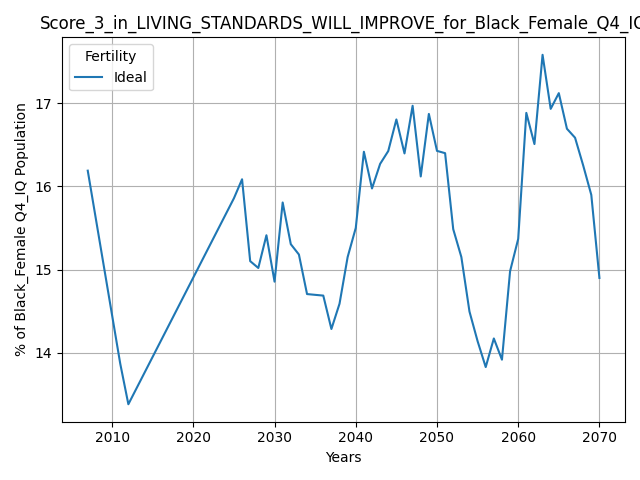 Score_3_in_LIVING_STANDARDS_WILL_IMPROVE_for_Black_Female_Q4_IQ
Fertility
Ideal
% of Black_Female Q4_IQ Population
17
16
15
14
2010 2020 2030 2040 2050 2060 2070
Years